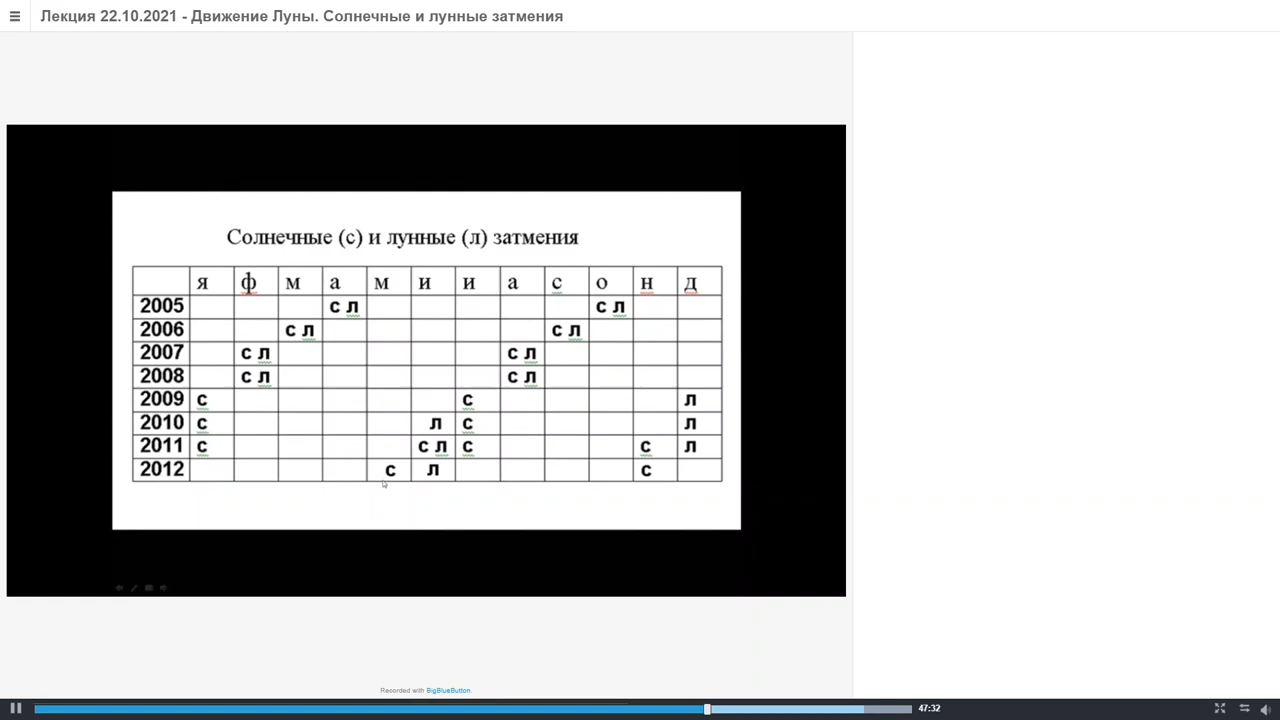 Лекция 22.10.2021 - Движение Луны. Солнечные и лунные затмения
Солнечные (с) и лунные (л) затмения
я ф м а м и и а с о н д
2005 с л с л
2006 с л с л
2007 с л с л
2008 с л с л
2009 с с л
2010 с л с л
2011 с с л с с л
2012 с л с
Recorded with BigBlueButton.
47:32